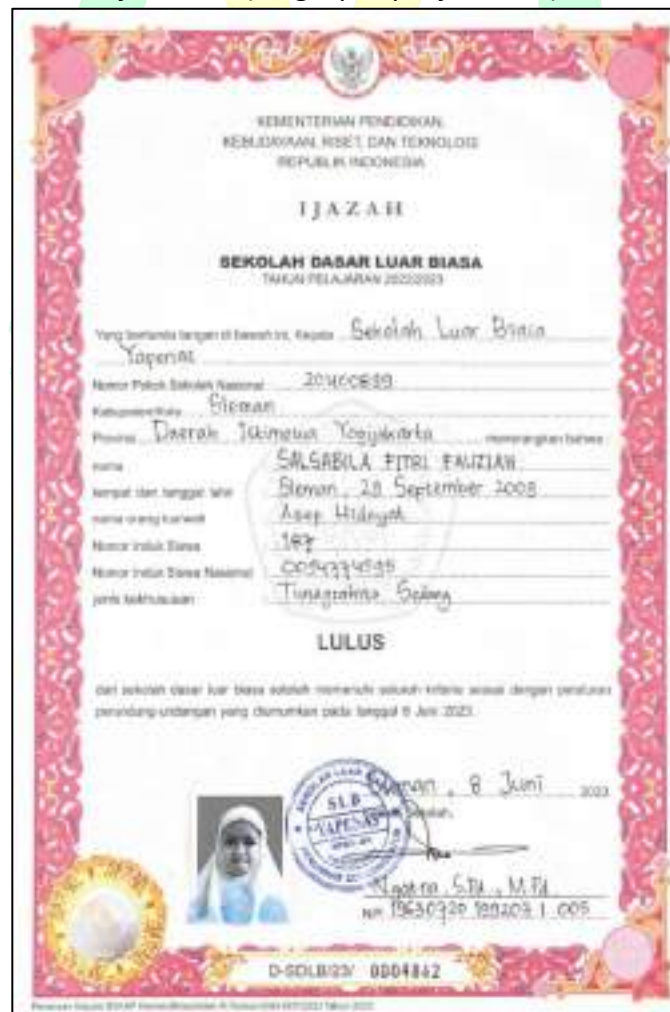 KEMENTERIAN PENDIDIKAN,
KEBUDAYAAN, RISET, DAN TEKNOLOGI
REPUBLIK INDONESIA
IJAZAH
SEKOLAH DASAR LUAR BIASA
TAHUN PELAJARAN 2022/2023
Yang bertanda tangan di bawah ini, Kepala Sekolah Luar Biasa
Yapenas
Nomor Pokok Sekolah Nasional
Kabupaten/Kota Sleman
Provinsi Daerah Istimewa Yogyakarta menerangkan bahwa :
nama SALSABILA FITRI FAUZIAH
tempat dan tanggal lahir Sleman, September
nama orang tua/wali Asep Hidayat
Nomor Induk Siswa
Nomor Induk Siswa Nasional
jenis kekhususan Tunagrahita Sedang
LULUS
dari sekolah dasar luar biasa setelah memenuhi seluruh kriteria sesuai dengan peraturan
perundang-undangan yang diumumkan pada tanggal 8 Juni 2023.
Sleman, 8 Juni 2023
Sekolah,
SLB
YAPENAS
S.Pd., M.Pd
NIP.
D-SDLB/23/ 0004862